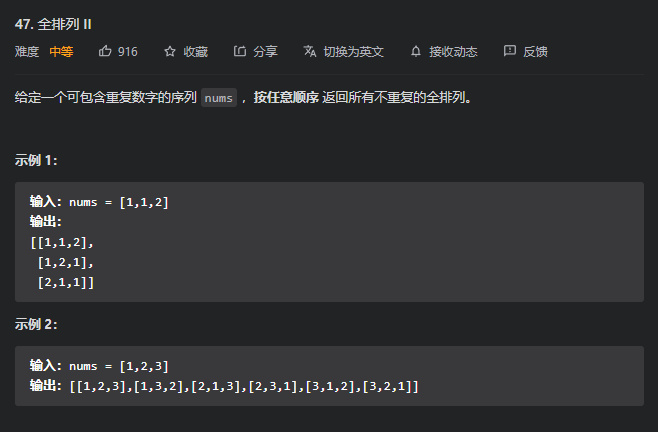 47. 全排列 II
难度 中等 916 收藏 分享 切换为英文 接收动态 反馈
给定一个可包含重复数字的序列 nums ，按任意顺序 返回所有不重复的全排列。
示例 1：
输入：nums = [1,1,2]
输出：
[[1,1,2],
[1,2,1],
[2,1,1]]
示例 2：
输入：nums = [1,2,3]
输出：[[1,2,3],[1,3,2],[2,1,3],[2,3,1],[3,1,2],[3,2,1]]